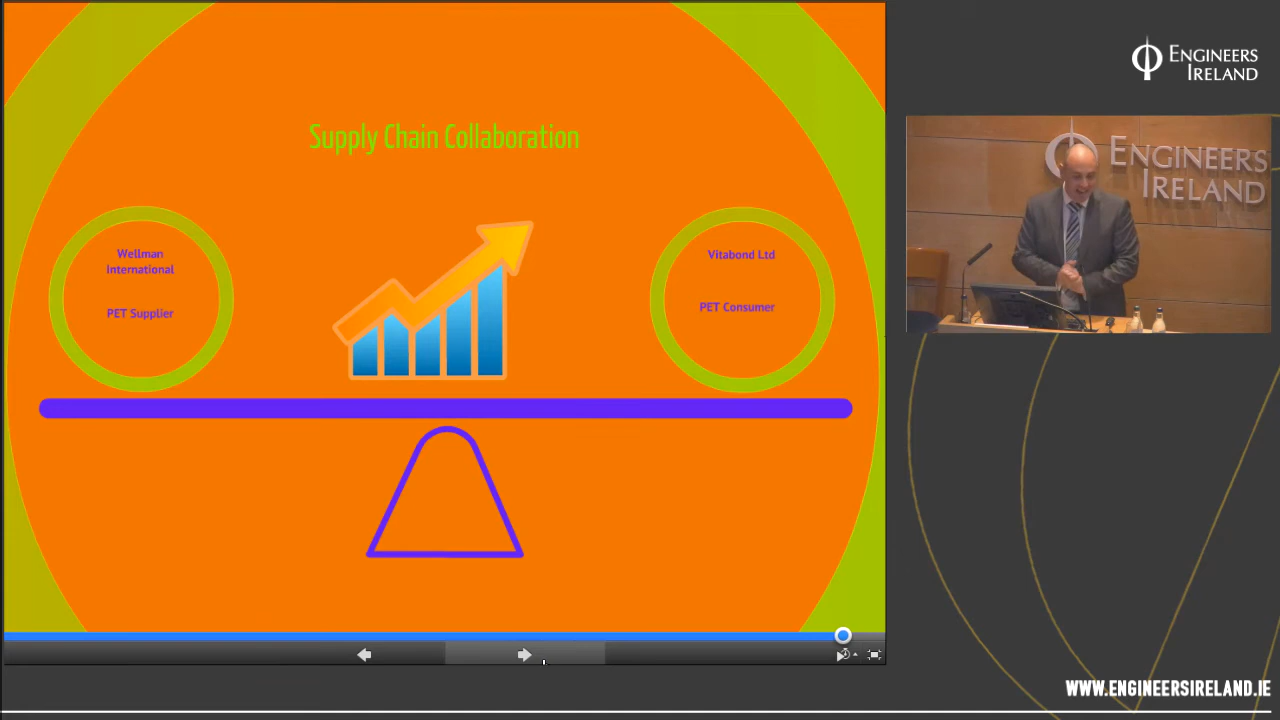 Supply Chain Collaboration
Wellman
International
PET Supplier
Vitabond Ltd
PET Consumer
ENGINEERS
IRELAND
ENGINEERS
IRELAND
WWW.ENGINEERSIRELAND.IE